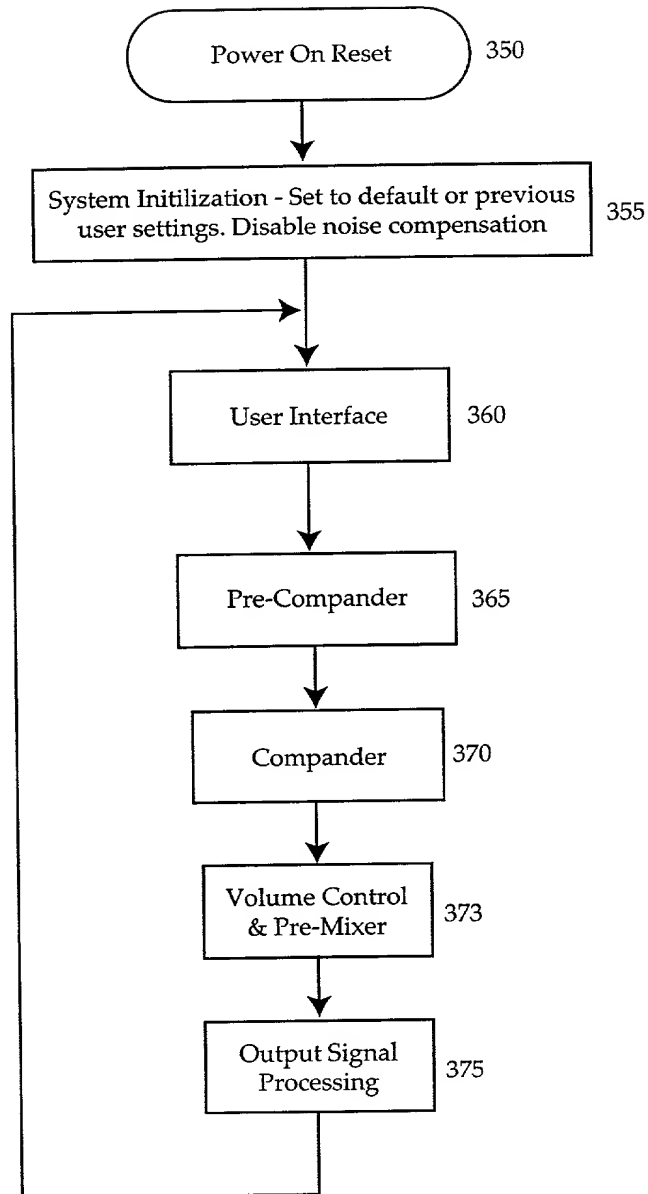 Power On Reset
350
System Initilization - Set to default or previous
user settings. Disable noise compensation
355
User Interface
360
Pre-Compander
365
Compander
370
Volume Control
& Pre-Mixer
373
Output Signal
Processing
375